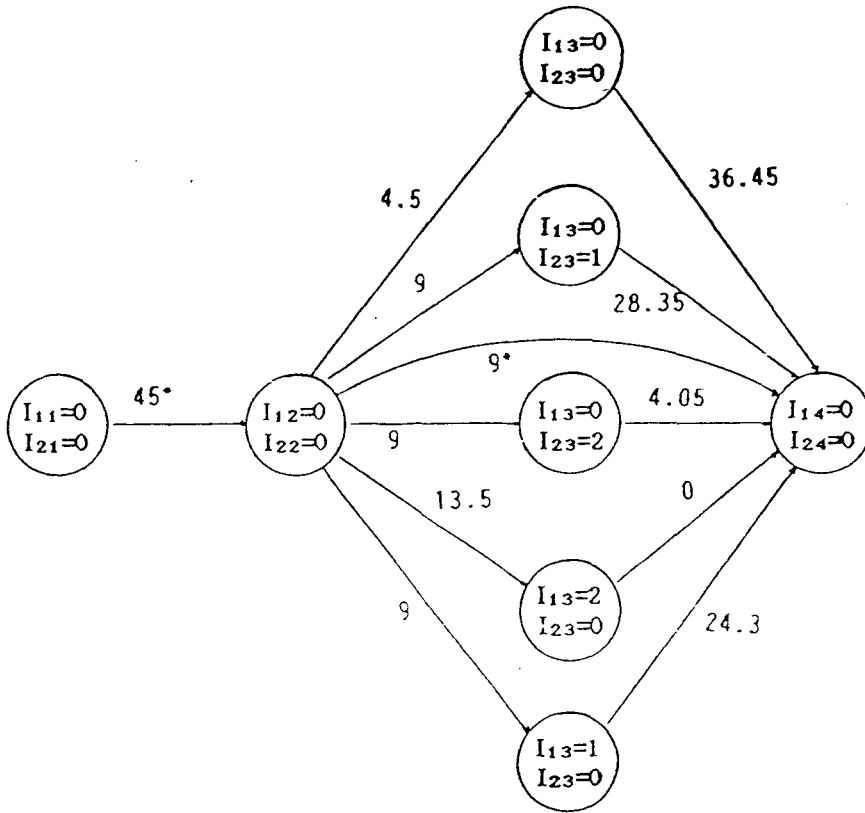 I₁₃=0
I₂₃=0
36.45
4.5
I₁₃=0
I₂₃=1
9
28.35
9*
45*
4.05
I₁₁=0
I₂₁=0
I₁₂=0
I₂₂=0
I₁₃=0
I₂₃=2
I₁₄=0
I₂₄=0
9
13.5
0
I₁₃=2
I₂₃=0
9
24.3
I₁₃=1
I₂₃=0